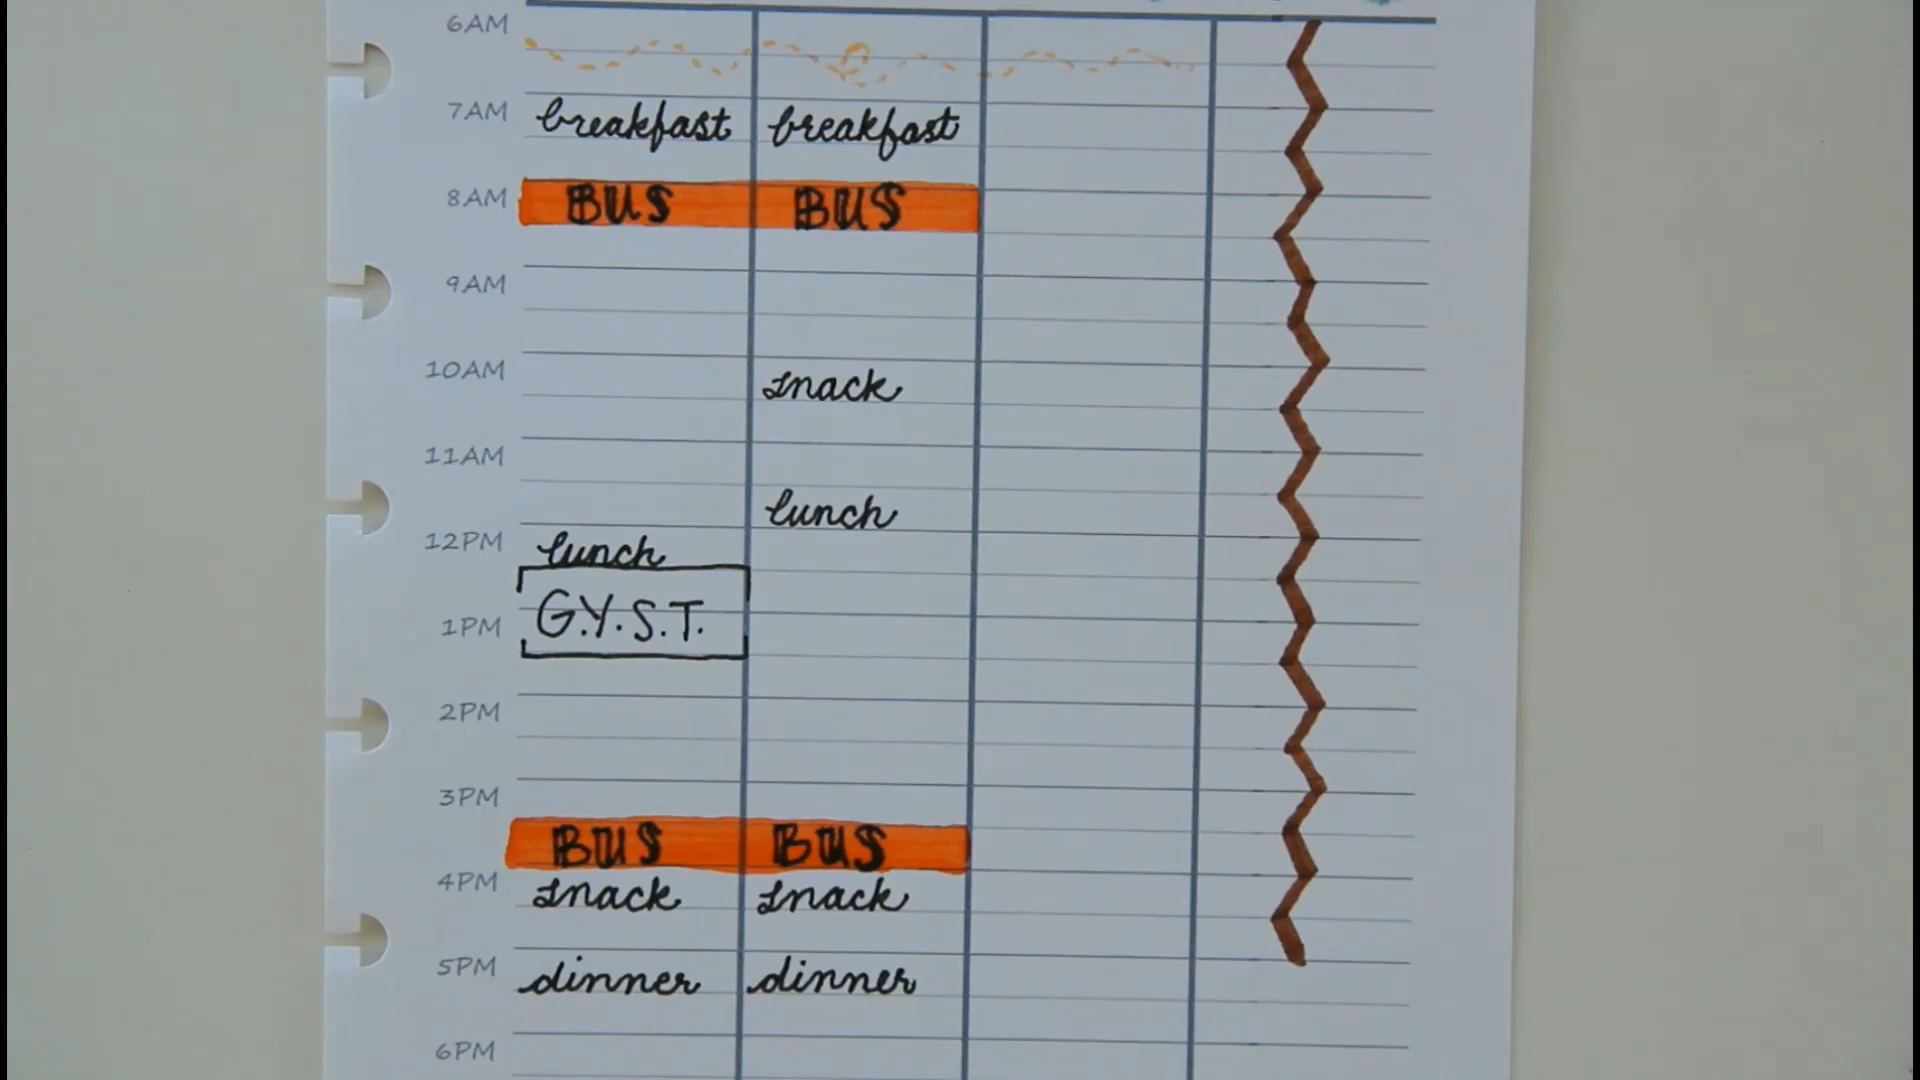 6AM
7AM breakfast breakfast
8AM BUS BUS
9AM
10AM snack
11AM
lunch
12PM lunch
1PM G.Y.S.T.
2PM
3PM
BUS BUS
4PM snack snack
5PM dinner dinner
6PM